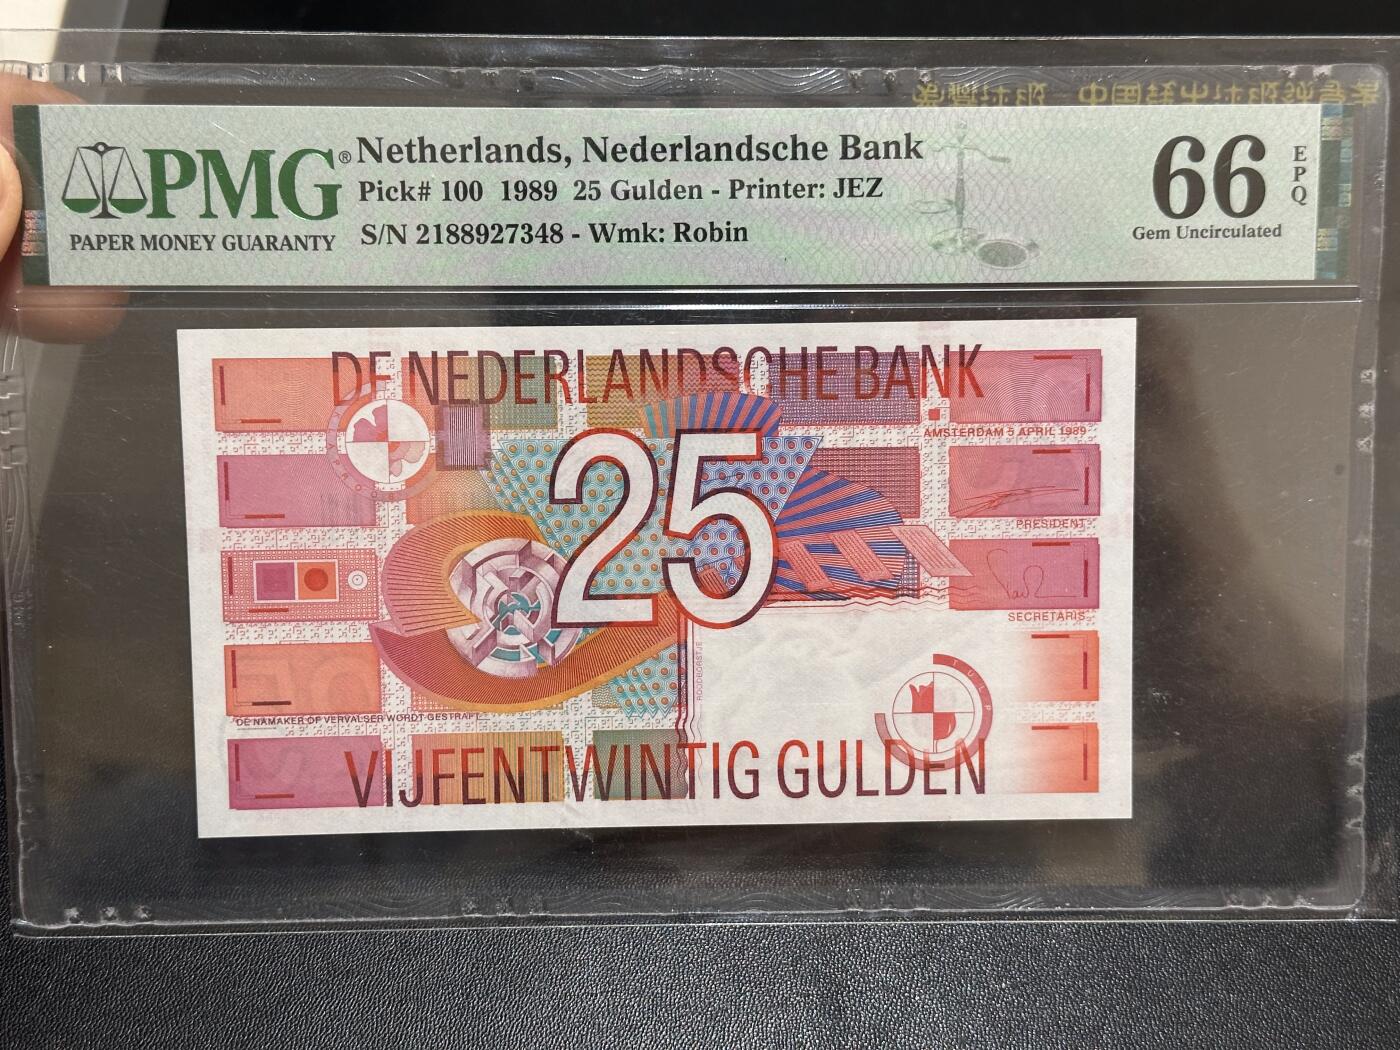 PMG®
PAPER MONEY GUARANTY
Netherlands, Nederlandsche Bank
Pick# 100 1989 25 Gulden - Printer: JEZ
S/N 2188927348 - Wmk: Robin
66
EPQ
Gem Uncirculated
DE NEDERLANDSCHE BANK
AMSTERDAM 5 APRIL 1989
25
PRESIDENT
SECRETARIS
ROODBORSTJE
TULP
DE NAMAKER OF VERVALSER WORDT GESTRAFT
VIJFENTWINTIG GULDEN